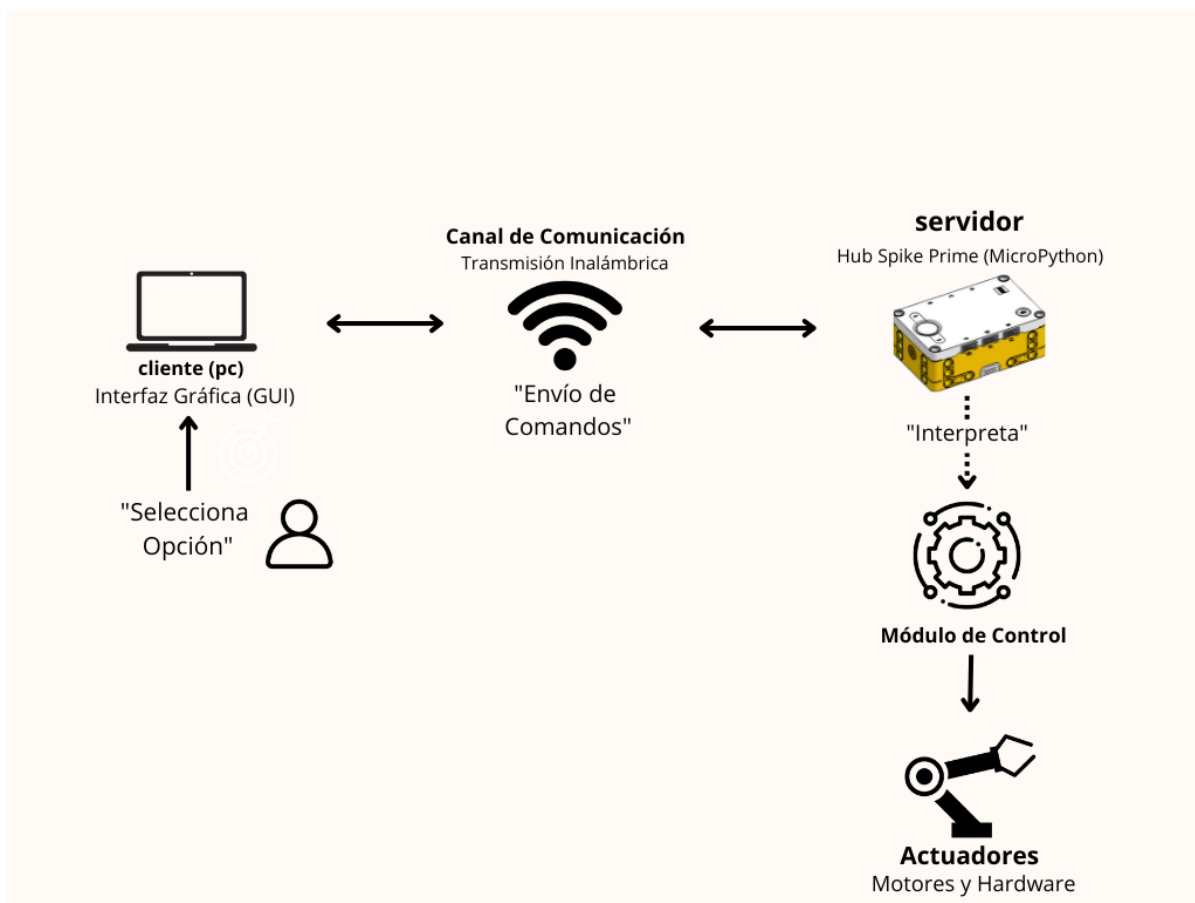 servidor
Hub Spike Prime (MicroPython)
Canal de Comunicación
Transmisión Inalámbrica
cliente (pc)
Interfaz Gráfica (GUI)
"Envío de
Comandos"
"Interpreta"
"Selecciona
Opción"
Módulo de Control
Actuadores
Motores y Hardware